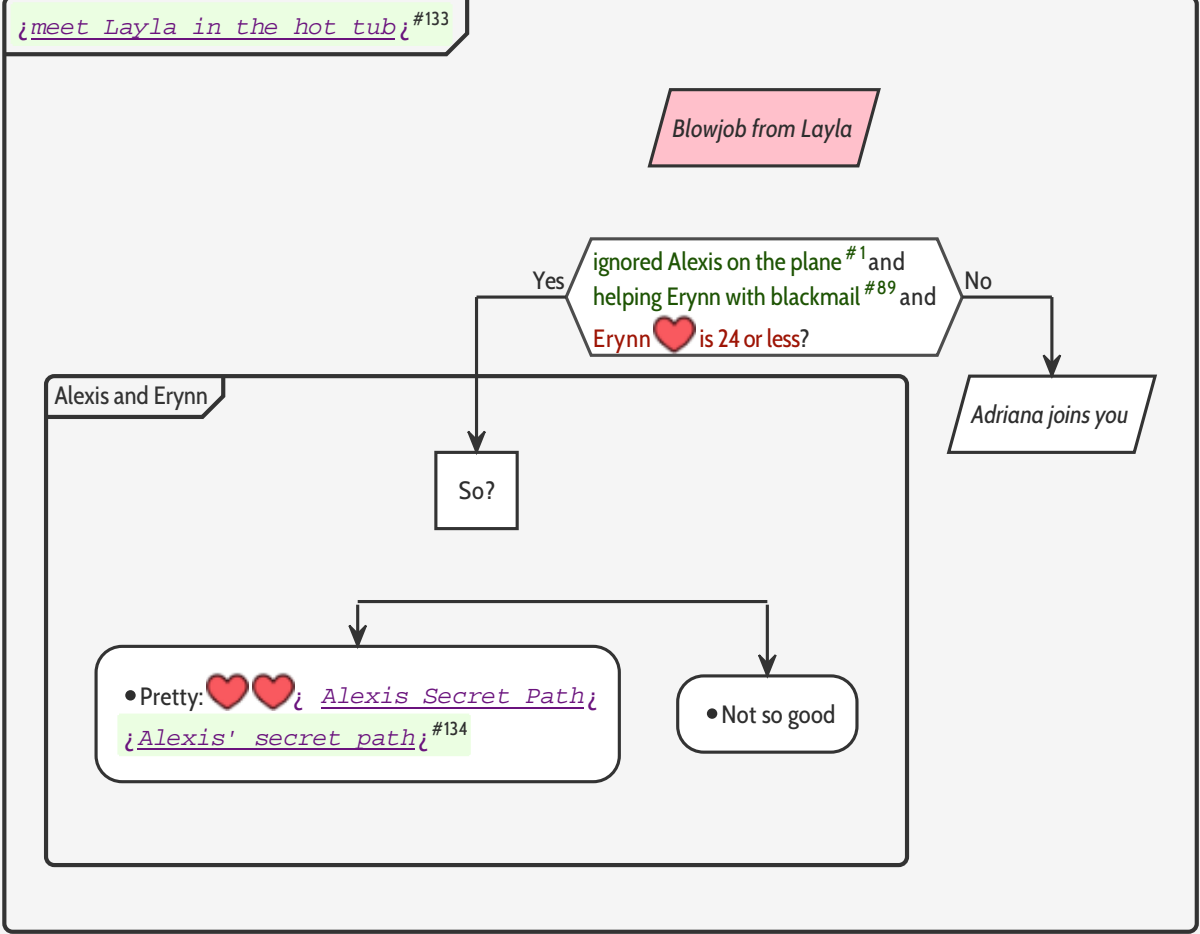 ¿meet Layla in the hot tub¿#133
Blowjob from Layla
Yes
ignored Alexis on the plane #1 and
helping Erynn with blackmail #89 and
Erynn ❤ is 24 or less?
No
Alexis and Erynn
Adriana joins you
So?
•Pretty: ❤❤¿ Alexis Secret Path¿
¿Alexis' secret path¿#134
•Not so good